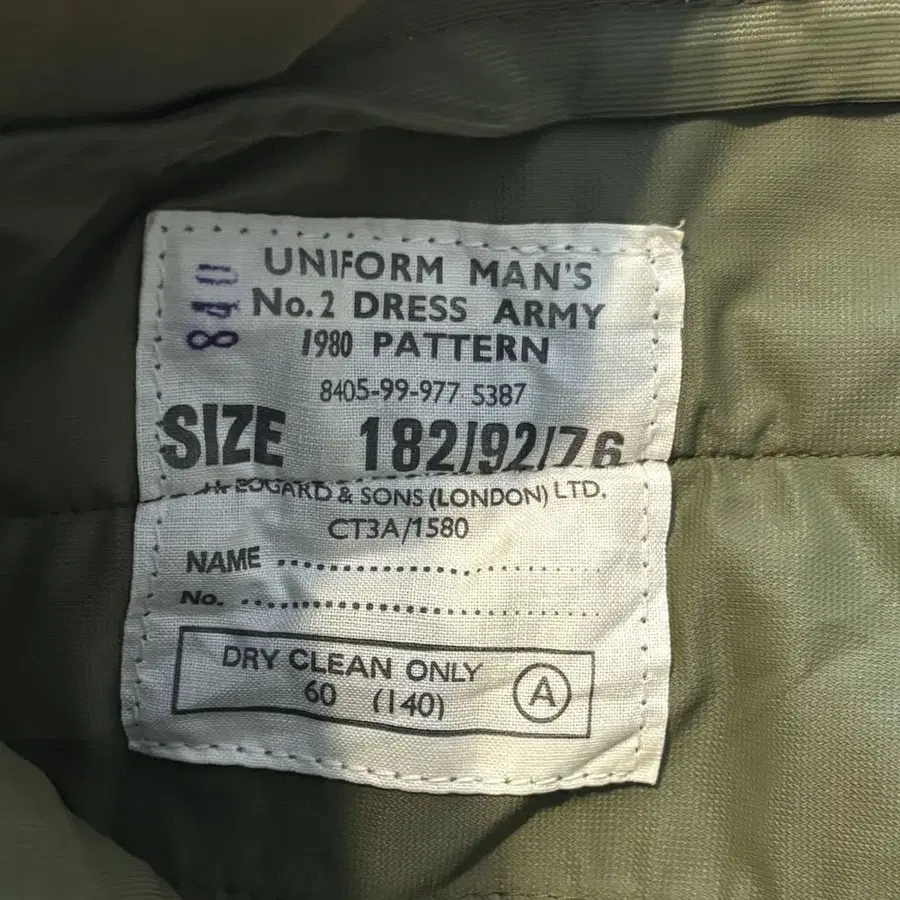 840
UNIFORM MAN'S
No. 2 DRESS ARMY
1980 PATTERN
8405-99-977 5387
SIZE 182/92/76
& SONS (LONDON) LTD.
CT3A/1580
NAME
No.
DRY CLEAN ONLY
60 (140)
A